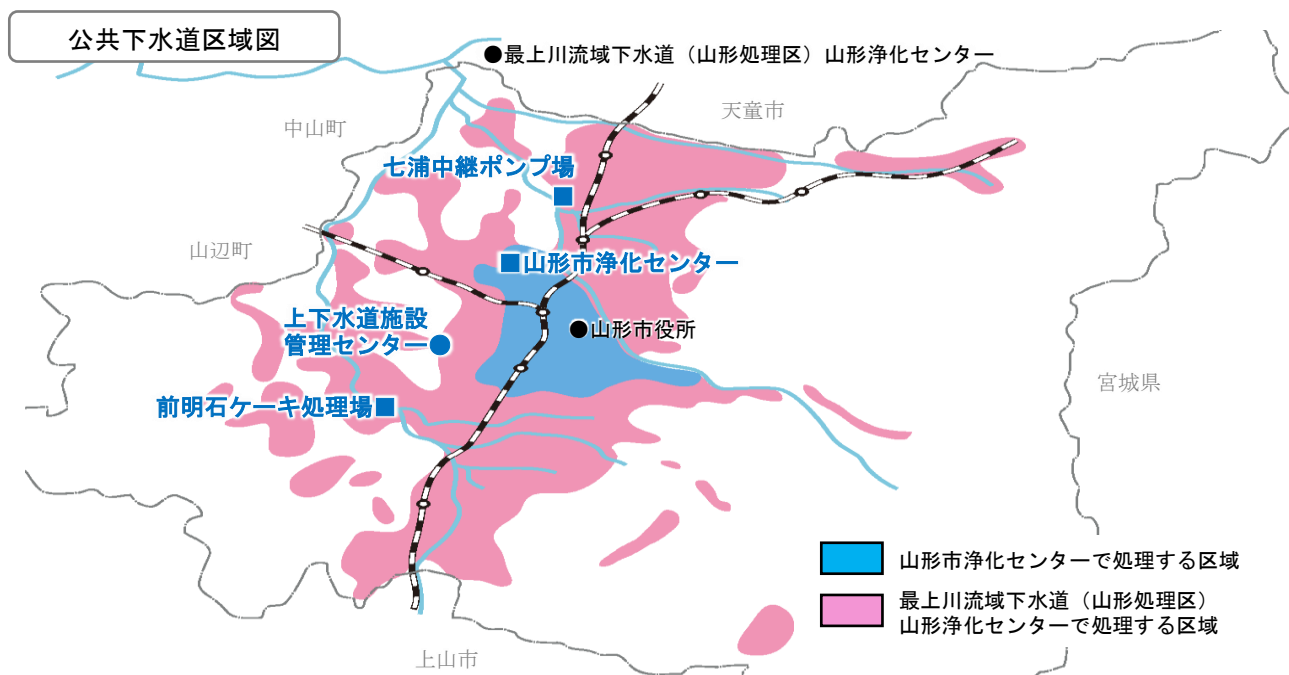 公共下水道区域図
●最上川流域下水道（山形処理区）山形浄化センター
天童市
中山町
七浦中継ポンプ場
山辺町
■山形市浄化センター
上下水道施設
管理センター●
●山形市役所
宮城県
前明石ケーキ処理場■
山形市浄化センターで処理する区域
最上川流域下水道（山形処理区）
山形浄化センターで処理する区域
上山市